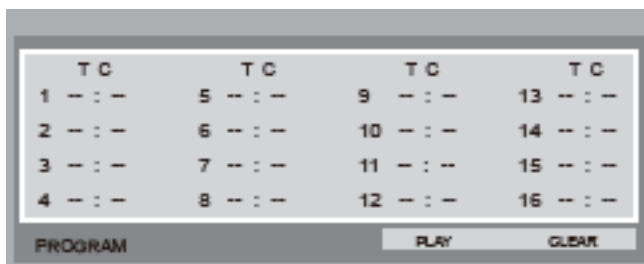 T C T C T C T C
1 -- : -- 5 -- : -- 9 -- : -- 13 -- : --
2 -- : -- 6 -- : -- 10 -- : -- 14 -- : --
3 -- : -- 7 -- : -- 11 -- : -- 15 -- : --
4 -- : -- 8 -- : -- 12 -- : -- 16 -- : --
PROGRAM PLAY CLEAR